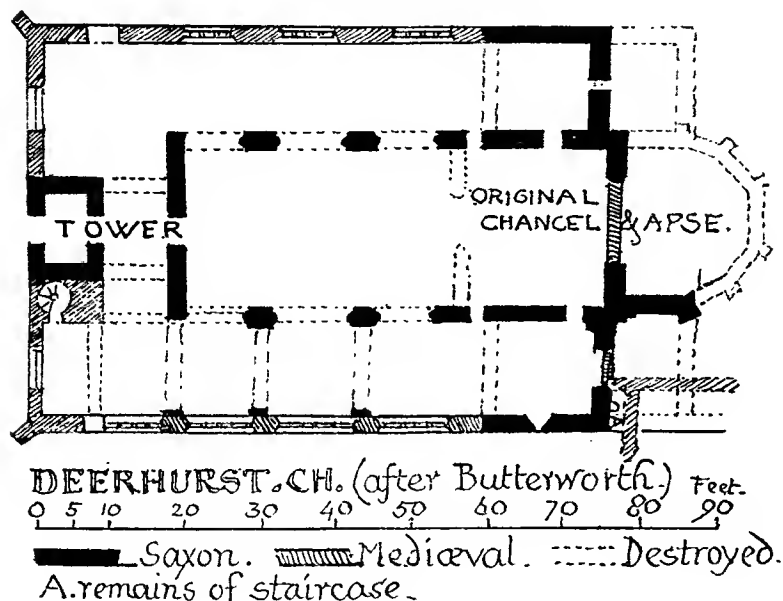 TOWER
ORIGINAL
CHANCEL & APSE.
DEERHURST. CH. (after Butterworth.) Feet.
0 5 10 20 30 40 50 60 70 80 90
Saxon. Mediæval. Destroyed.
A. remains of staircase.